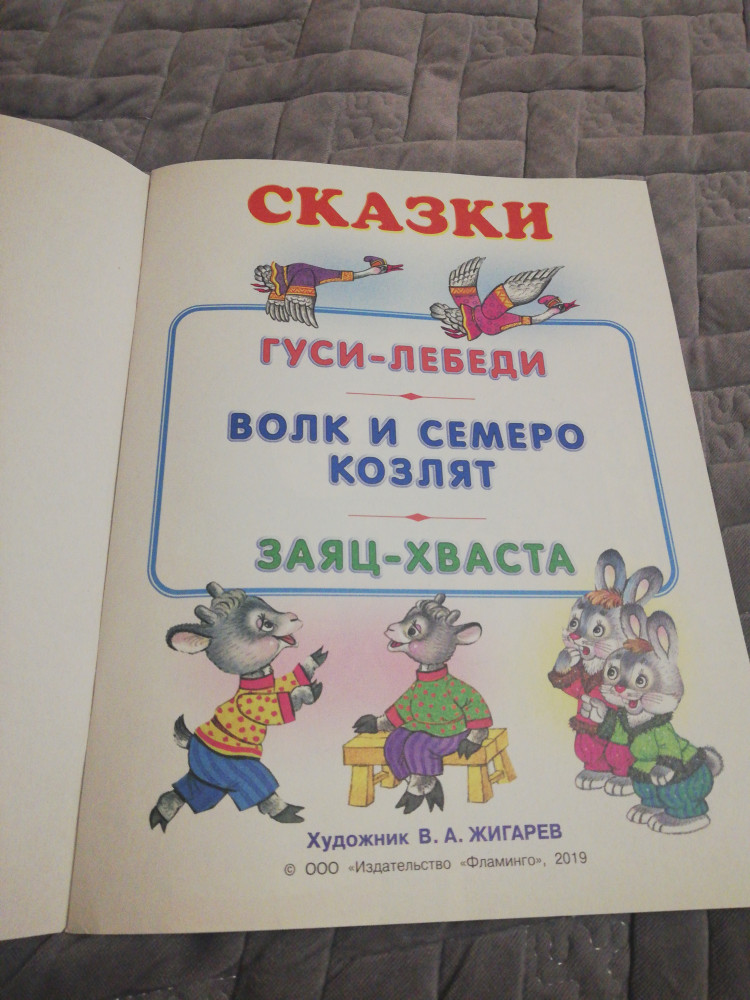 СКАЗКИ
ГУСИ-ЛЕБЕДИ
ВОЛК И СЕМЕРО
КОЗЛЯТ
ЗАЯЦ-ХВАСТА
Художник В. А. ЖИГАРЕВ
© ООО «Издательство «Фламинго», 2019